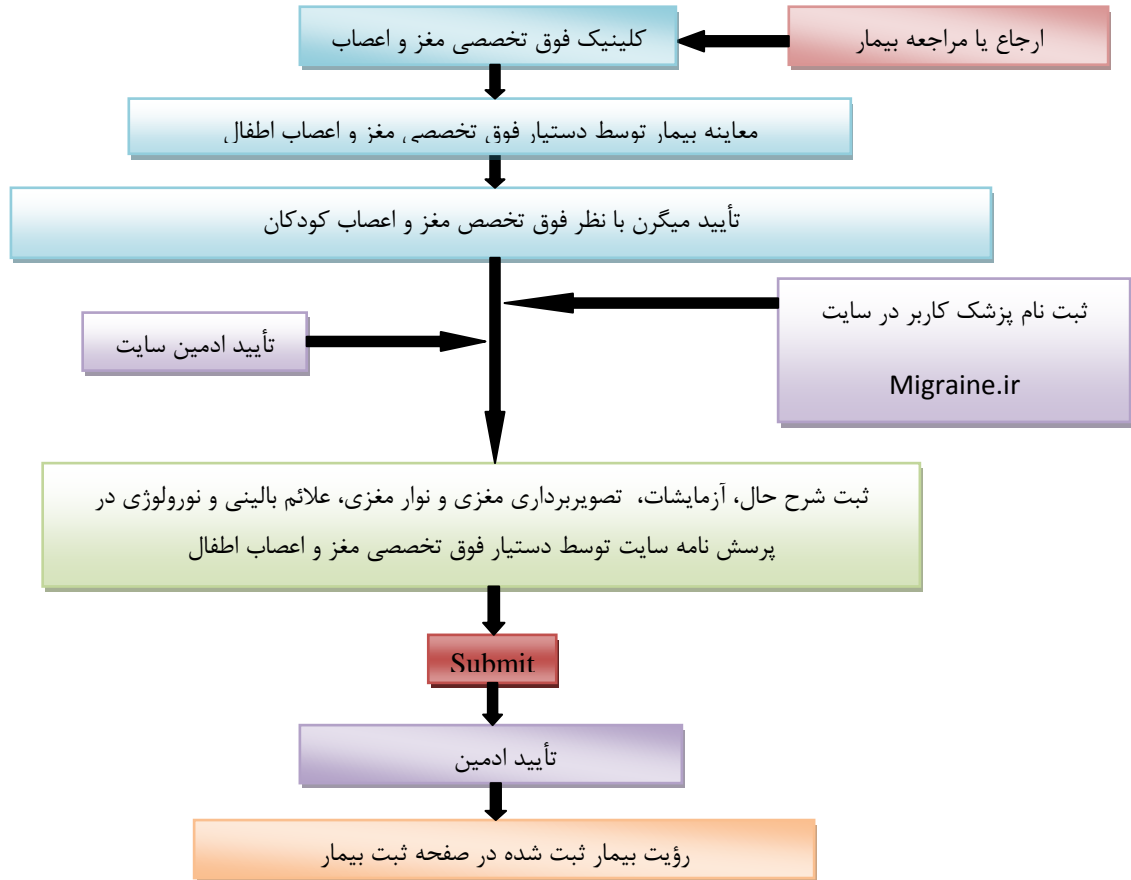 ارجاع یا مراجعه بیمار
کلینیک فوق تخصصی مغز و اعصاب
معاینه بیمار توسط دستیار فوق تخصصی مغز و اعصاب اطفال
تأیید میگرن با نظر فوق تخصص مغز و اعصاب کودکان
ثبت نام پزشک کاربر در سایت
Migraine.ir
تأیید ادمین سایت
ثبت شرح حال، آزمایشات، تصویربرداری مغزی و نوار مغزی، علائم بالینی و نورولوژی در
پرسش نامه سایت توسط دستیار فوق تخصصی مغز و اعصاب اطفال
Submit
تأیید ادمین
رؤیت بیمار ثبت شده در صفحه ثبت بیمار